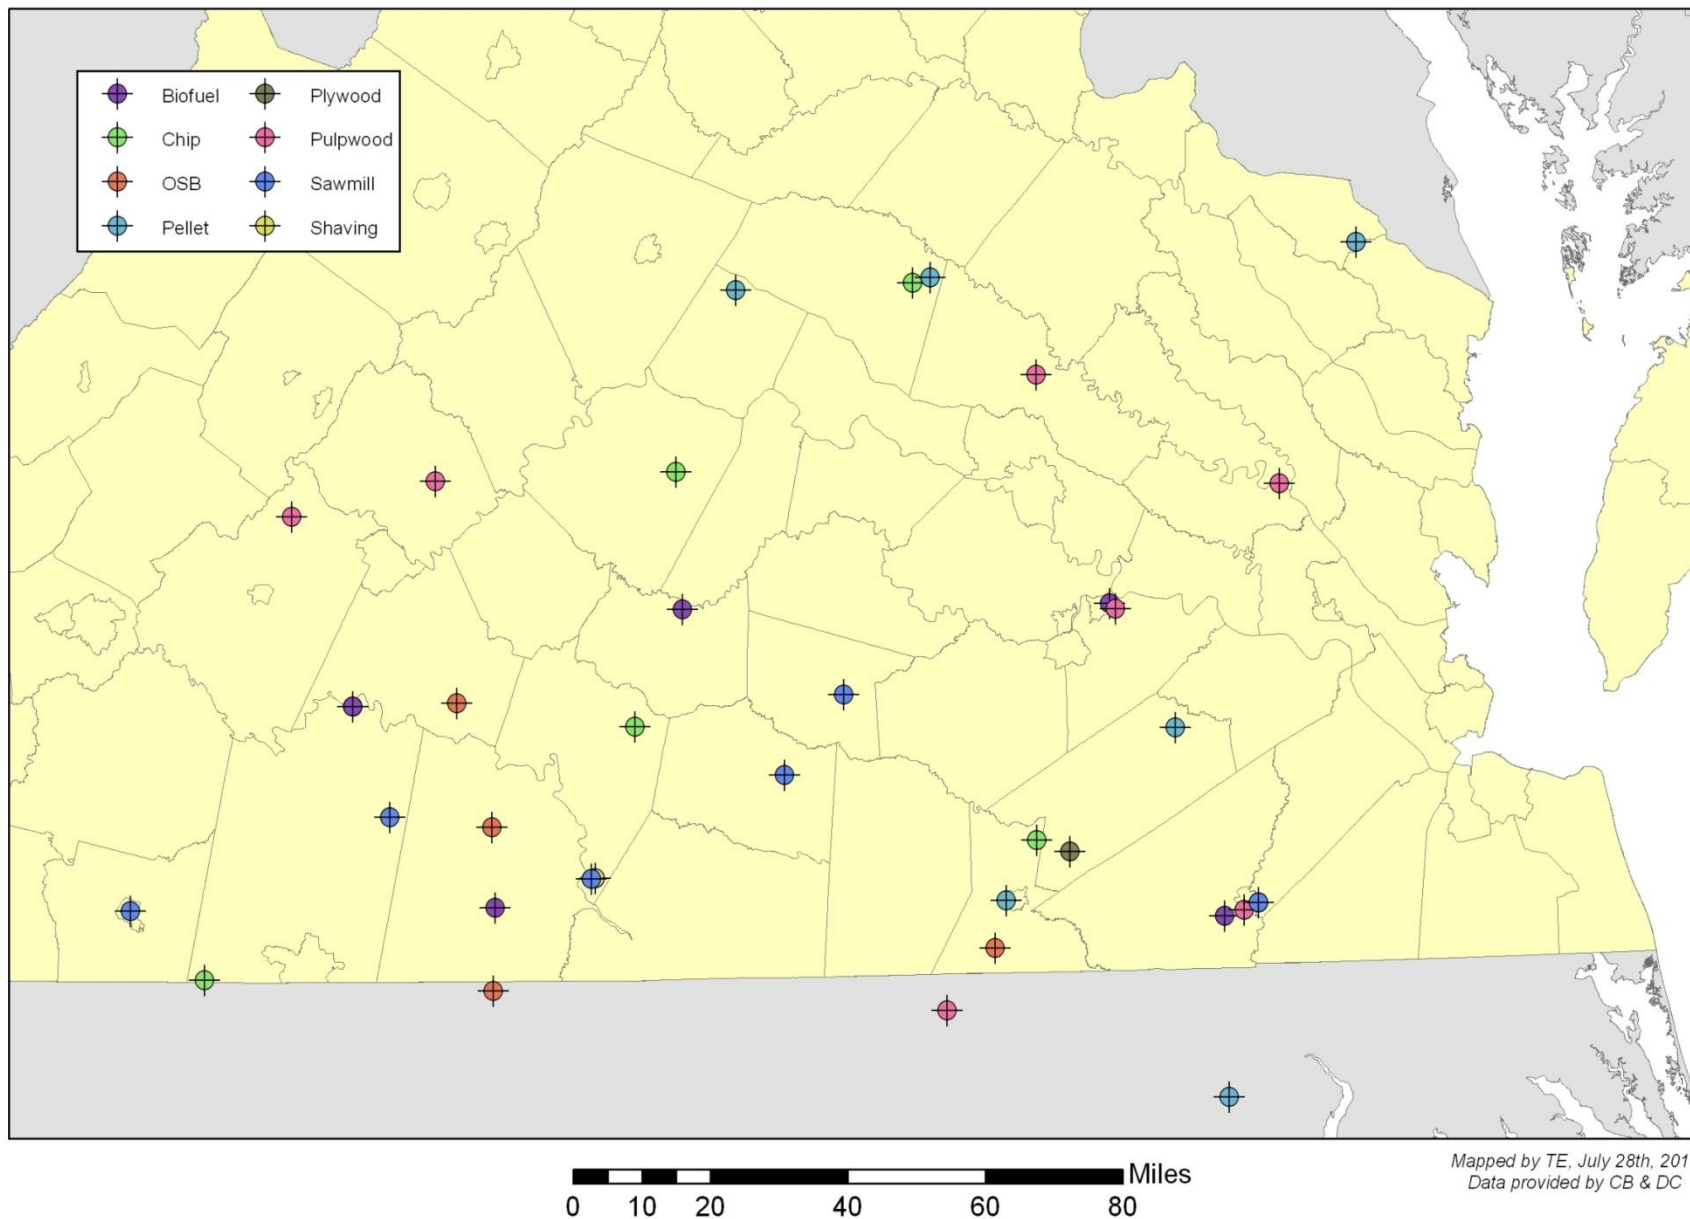 Biofuel Plywood
Chip Pulpwood
OSB Sawmill
Pellet Shaving
Miles
0 10 20 40 60 80
Mapped by TE, July 28th, 201
Data provided by CB & DC